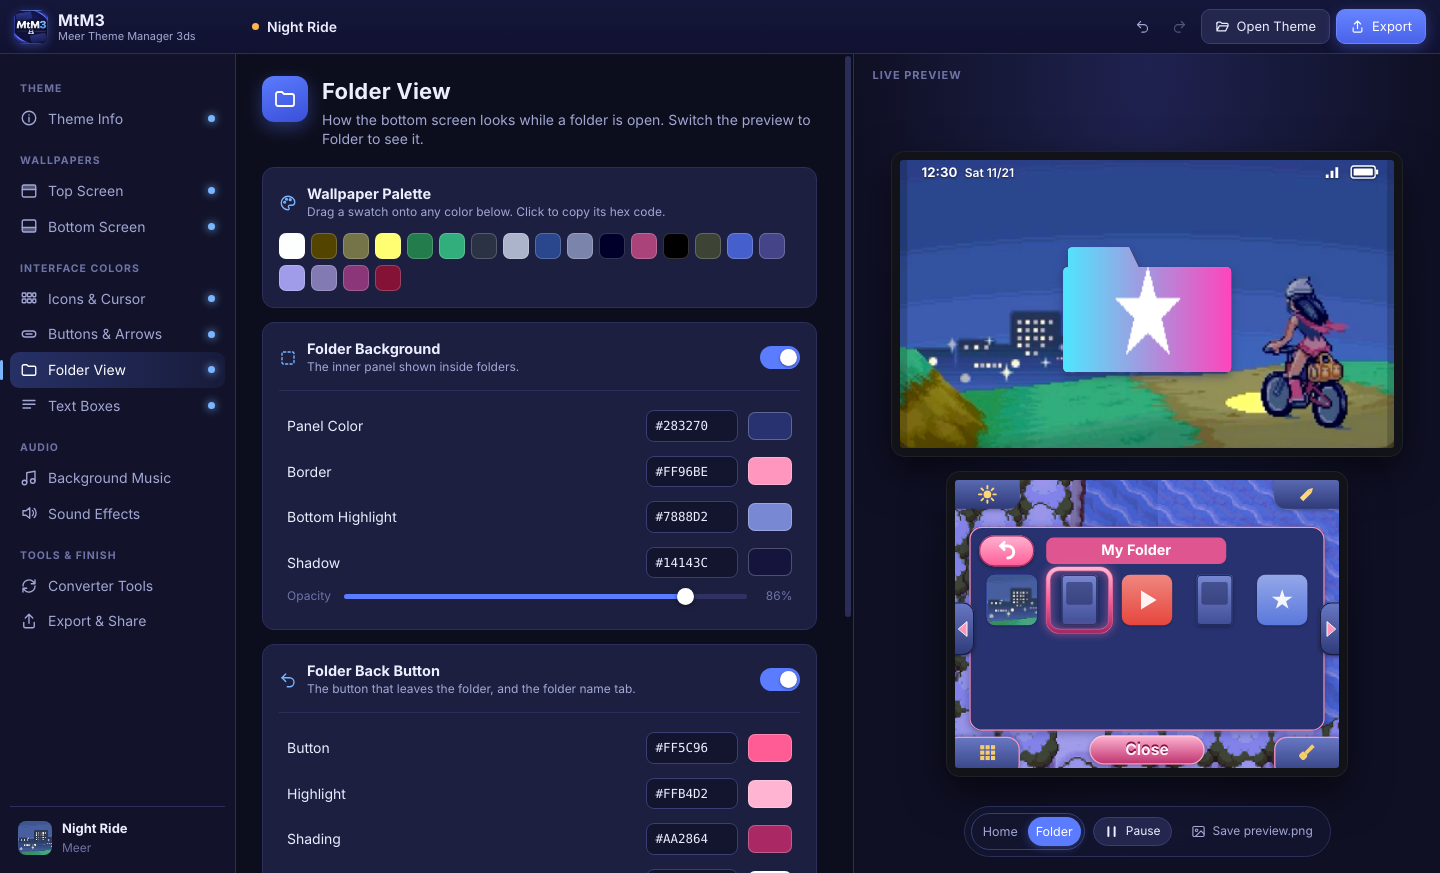 MtM3
MtM3
Meer Theme Manager 3ds
Night Ride
Open Theme
Export
THEME
Theme Info
WALLPAPERS
Top Screen
Bottom Screen
INTERFACE COLORS
Icons & Cursor
Buttons & Arrows
Folder View
Text Boxes
AUDIO
Background Music
Sound Effects
TOOLS & FINISH
Converter Tools
Export & Share
Night Ride
Meer
Folder View
How the bottom screen looks while a folder is open. Switch the preview to
Folder to see it.
Wallpaper Palette
Drag a swatch onto any color below. Click to copy its hex code.
Folder Background
The inner panel shown inside folders.
Panel Color
#283270
Border
#FF96BE
Bottom Highlight
#7888D2
Shadow
#14143C
Opacity
86%
Folder Back Button
The button that leaves the folder, and the folder name tab.
Button
#FF5C96
Highlight
#FFB4D2
Shading
#AA2864
LIVE PREVIEW
12:30 Sat 11/21
My Folder
Close
Home
Folder
Pause
Save preview.png